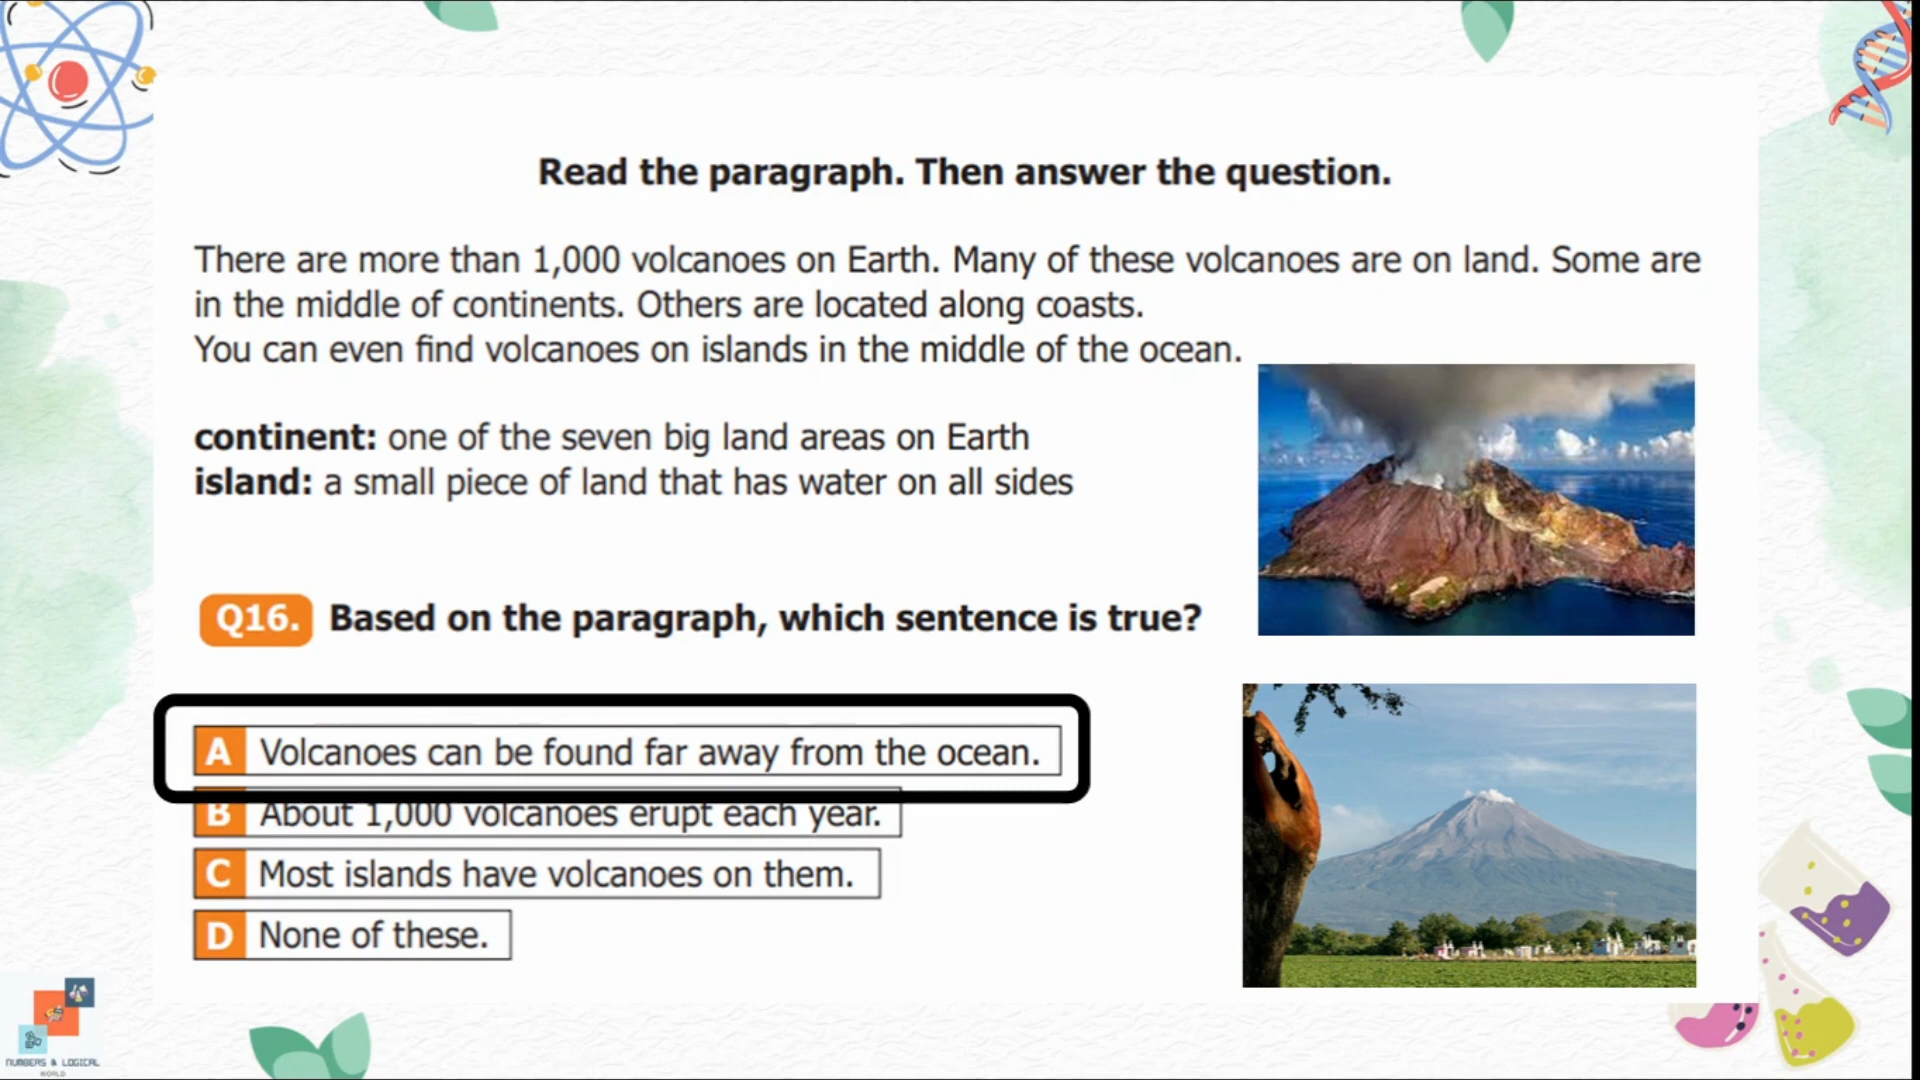 Read the paragraph. Then answer the question.
There are more than 1,000 volcanoes on Earth. Many of these volcanoes are on land. Some are
in the middle of continents. Others are located along coasts.
You can even find volcanoes on islands in the middle of the ocean.
continent: one of the seven big land areas on Earth
island: a small piece of land that has water on all sides
Q16. Based on the paragraph, which sentence is true?
A Volcanoes can be found far away from the ocean.
B About 1,000 volcanoes erupt each year.
C Most islands have volcanoes on them.
D None of these.
NUMBERS & LOGICAL
WORLD